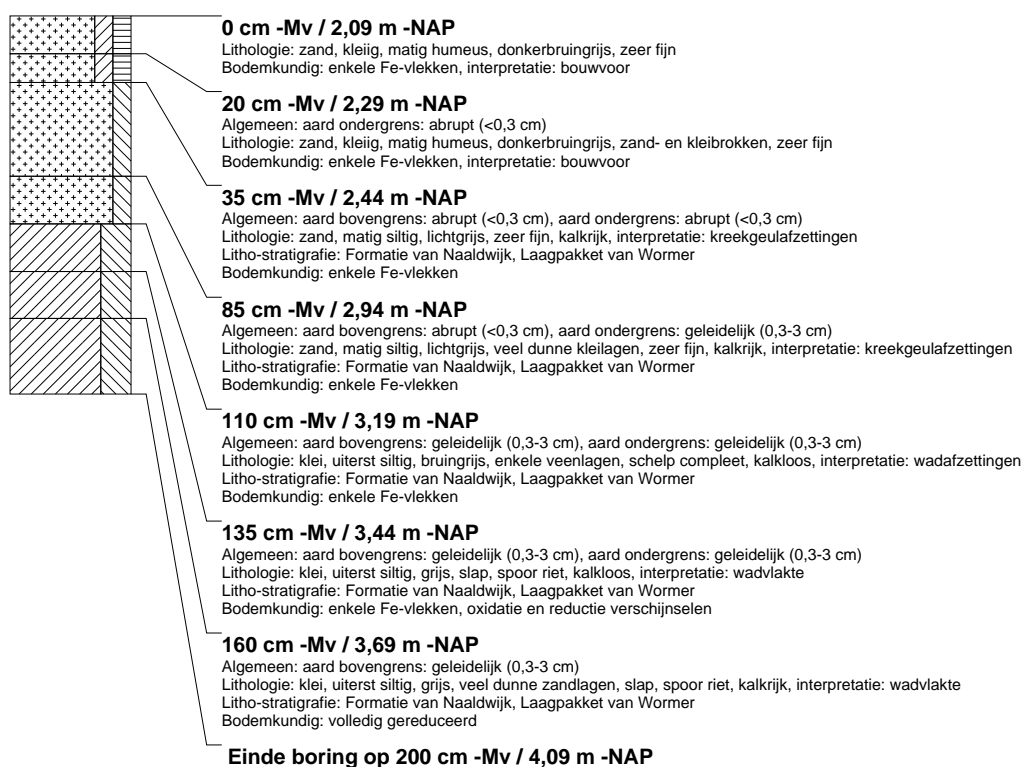 0 cm -Mv / 2,09 m -NAP
Lithologie: zand, kleiig, matig humeus, donkerbruingrijs, zeer fijn
Bodemkundig: enkele Fe-vlekken, interpretatie: bouwvoor
20 cm -Mv / 2,29 m -NAP
Algemeen: aard ondergrens: abrupt (<0,3 cm)
Lithologie: zand, kleiig, matig humeus, donkerbruingrijs, zand- en kleibrokken, zeer fijn
Bodemkundig: enkele Fe-vlekken, interpretatie: bouwvoor
35 cm -Mv / 2,44 m -NAP
Algemeen: aard bovengrens: abrupt (<0,3 cm), aard ondergrens: abrupt (<0,3 cm)
Lithologie: zand, matig siltig, lichtgrijs, zeer fijn, kalkrijk, interpretatie: kreekgeulafzettingen
Litho-stratigrafie: Formatie van Naaldwijk, Laagpakket van Wormer
Bodemkundig: enkele Fe-vlekken
85 cm -Mv / 2,94 m -NAP
Algemeen: aard bovengrens: abrupt (<0,3 cm), aard ondergrens: geleidelijk (0,3-3 cm)
Lithologie: zand, matig siltig, lichtgrijs, veel dunne kleilagen, zeer fijn, kalkrijk, interpretatie: kreekgeulafzettingen
Litho-stratigrafie: Formatie van Naaldwijk, Laagpakket van Wormer
Bodemkundig: enkele Fe-vlekken
110 cm -Mv / 3,19 m -NAP
Algemeen: aard bovengrens: geleidelijk (0,3-3 cm), aard ondergrens: geleidelijk (0,3-3 cm)
Lithologie: klei, uiterst siltig, bruingrijs, enkele veenlagen, schelp compleet, kalkloos, interpretatie: wadafzettingen
Litho-stratigrafie: Formatie van Naaldwijk, Laagpakket van Wormer
Bodemkundig: enkele Fe-vlekken
135 cm -Mv / 3,44 m -NAP
Algemeen: aard bovengrens: geleidelijk (0,3-3 cm), aard ondergrens: geleidelijk (0,3-3 cm)
Lithologie: klei, uiterst siltig, grijs, slap, spoor riet, kalkloos, interpretatie: wadvlakte
Litho-stratigrafie: Formatie van Naaldwijk, Laagpakket van Wormer
Bodemkundig: enkele Fe-vlekken, oxidatie en reductie verschijnselen
160 cm -Mv / 3,69 m -NAP
Algemeen: aard bovengrens: geleidelijk (0,3-3 cm)
Lithologie: klei, uiterst siltig, grijs, veel dunne zandlagen, slap, spoor riet, kalkrijk, interpretatie: wadvlakte
Litho-stratigrafie: Formatie van Naaldwijk, Laagpakket van Wormer
Bodemkundig: volledig gereduceerd
Einde boring op 200 cm -Mv / 4,09 m -NAP